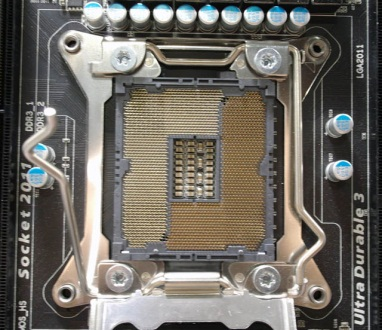 LGA2011
DDR3_2
DDR3_1
Socket 2011
Ultra Durable 3